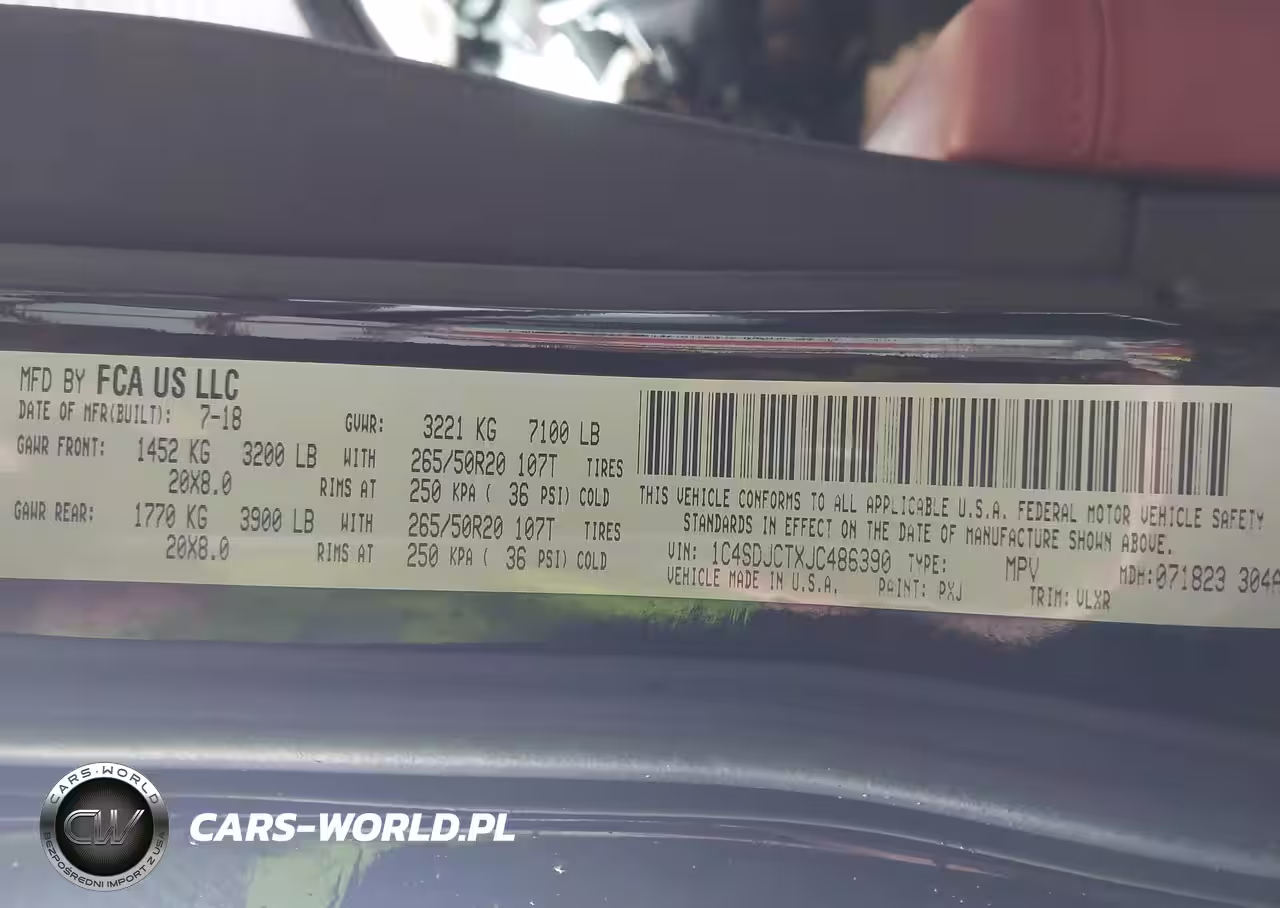 MFD BY FCA US LLC
DATE OF MFR(BUILT): 7-18 GVWR: 3221 KG 7100 LB
GAWR FRONT: 1452 KG 3200 LB WITH 265/50R20 107T TIRES
20X8.0 RIMS AT 250 KPA ( 36 PSI) COLD
GAWR REAR: 1770 KG 3900 LB WITH 265/50R20 107T TIRES
20X8.0 RIMS AT 250 KPA ( 36 PSI) COLD
THIS VEHICLE CONFORMS TO ALL APPLICABLE U.S.A. FEDERAL MOTOR VEHICLE SAFETY
STANDARDS IN EFFECT ON THE DATE OF MANUFACTURE SHOWN ABOVE.
VIN: 1C4SDJCTXJC486390 TYPE: MPV MDH:071823 304A
VEHICLE MADE IN U.S.A. PAINT: PXJ TRIM: VLXR
CARS-WORLD
CW
BEZPOŚREDNI IMPORT Z USA
CARS-WORLD.PL